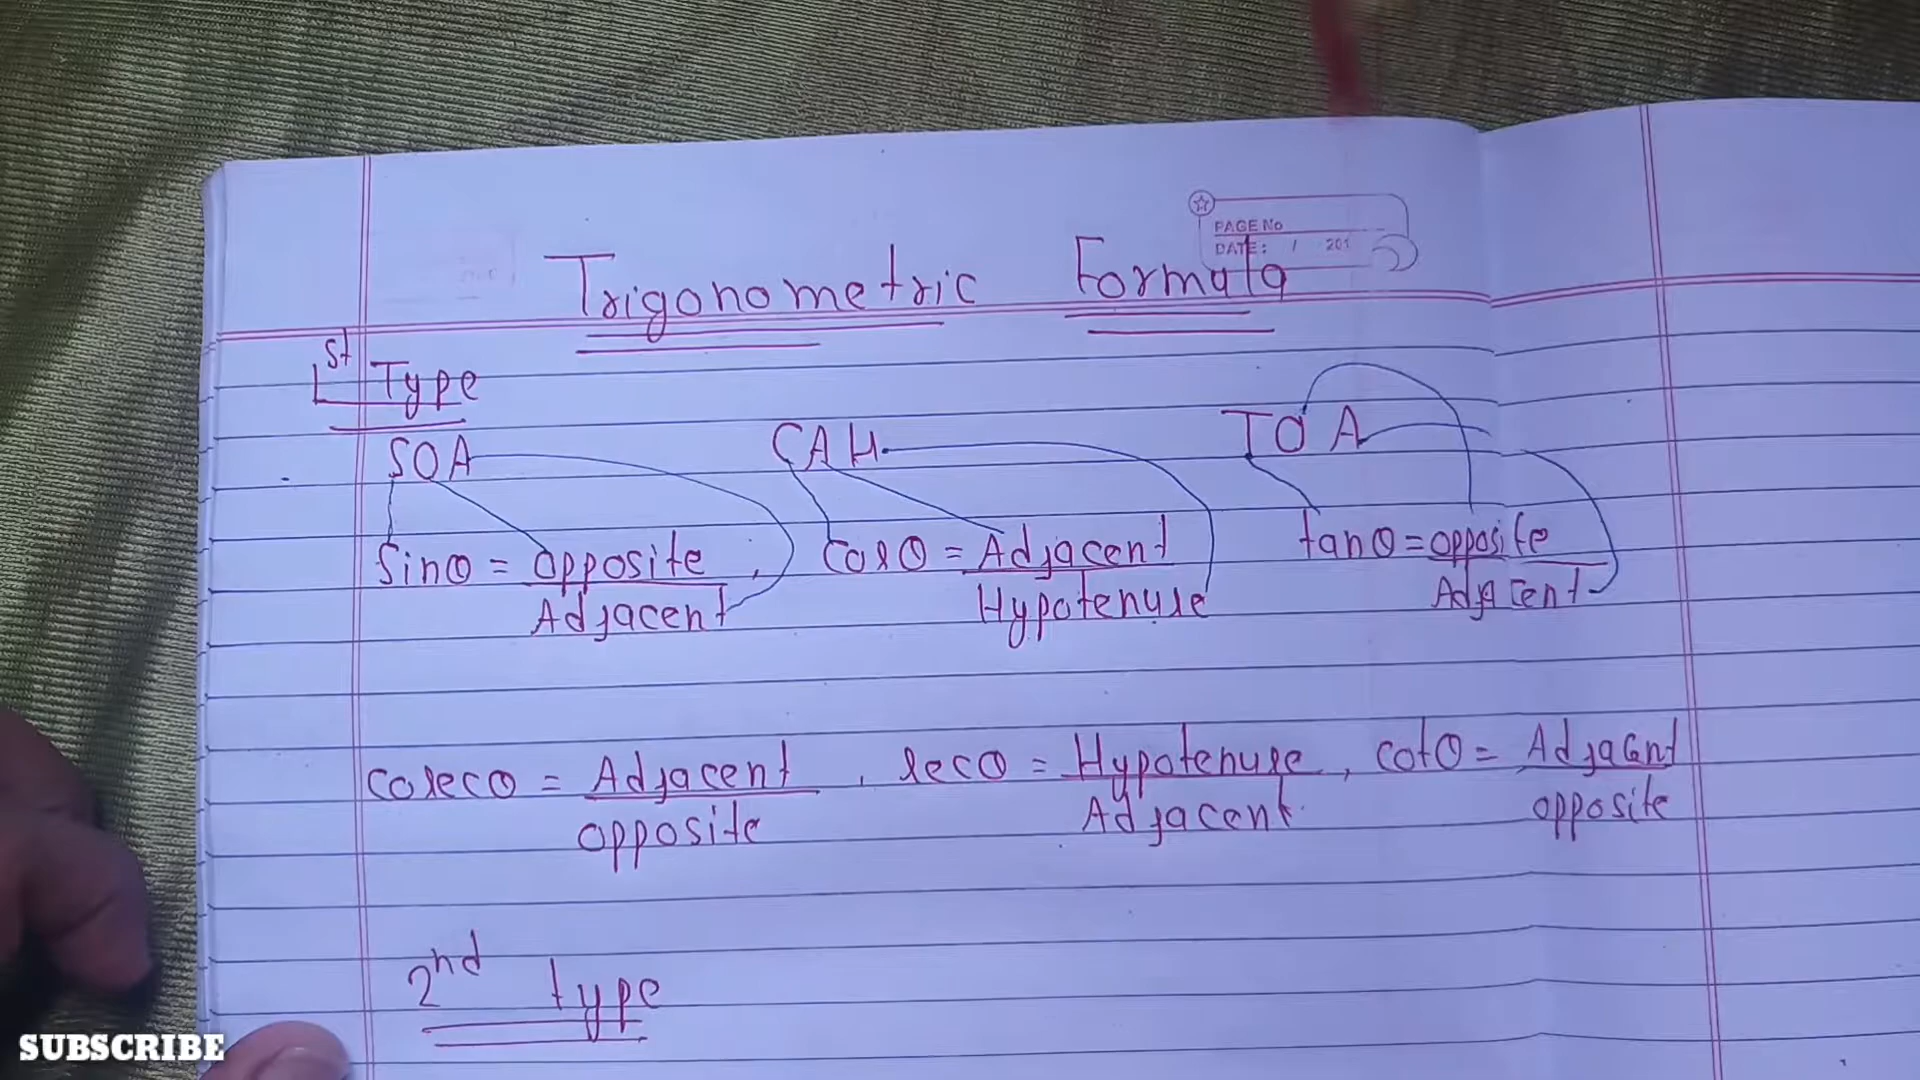 PAGE No
DATE: / 201
Trigonometric Formula
1st Type
SOA CAH TOA
Sinθ = opposite / Adjacent , Cosθ = Adjacent / Hypotenuse tanθ = opposite / Adjacent
Cosecθ = Adjacent / opposite , Secθ = Hypotenuse / Adjacent , Cotθ = Adjacent / opposite
2nd type
SUBSCRIBE